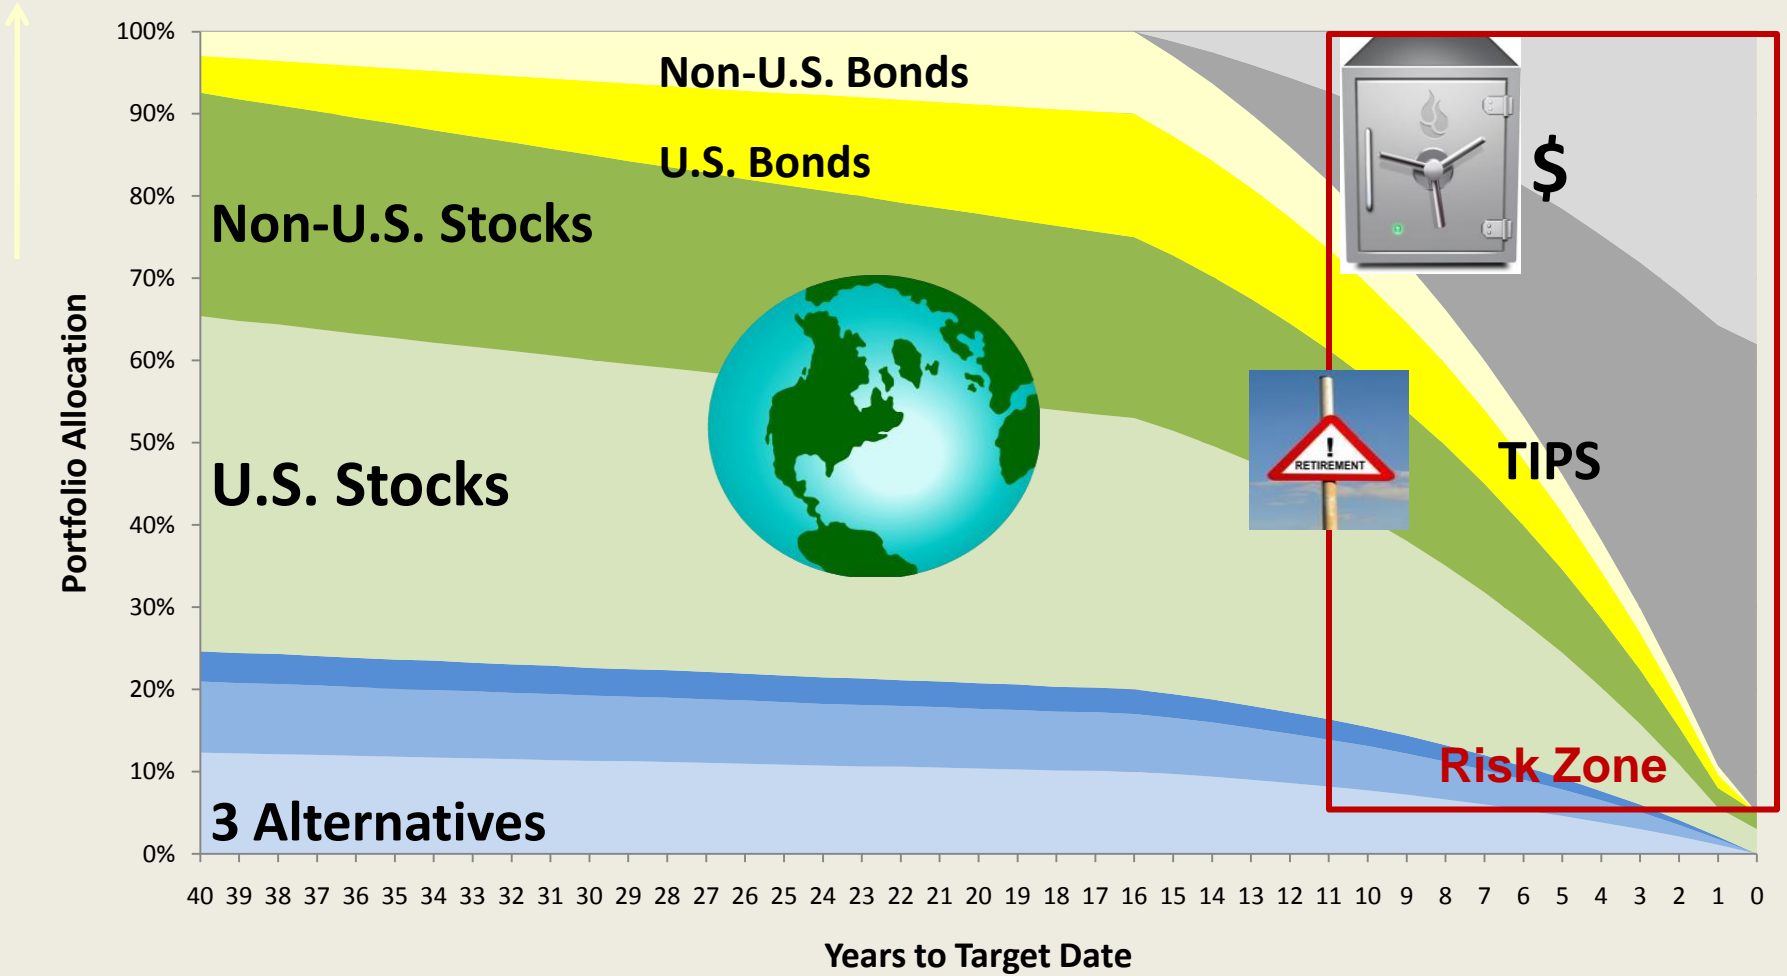 100%
90%
80%
70%
60%
50%
40%
30%
20%
10%
0%
Portfolio Allocation
Non-U.S. Bonds
U.S. Bonds
Non-U.S. Stocks
U.S. Stocks
3 Alternatives
$
!
RETIREMENT
TIPS
Risk Zone
40 39 38 37 36 35 34 33 32 31 30 29 28 27 26 25 24 23 22 21 20 19 18 17 16 15 14 13 12 11 10 9 8 7 6 5 4 3 2 1 0
Years to Target Date